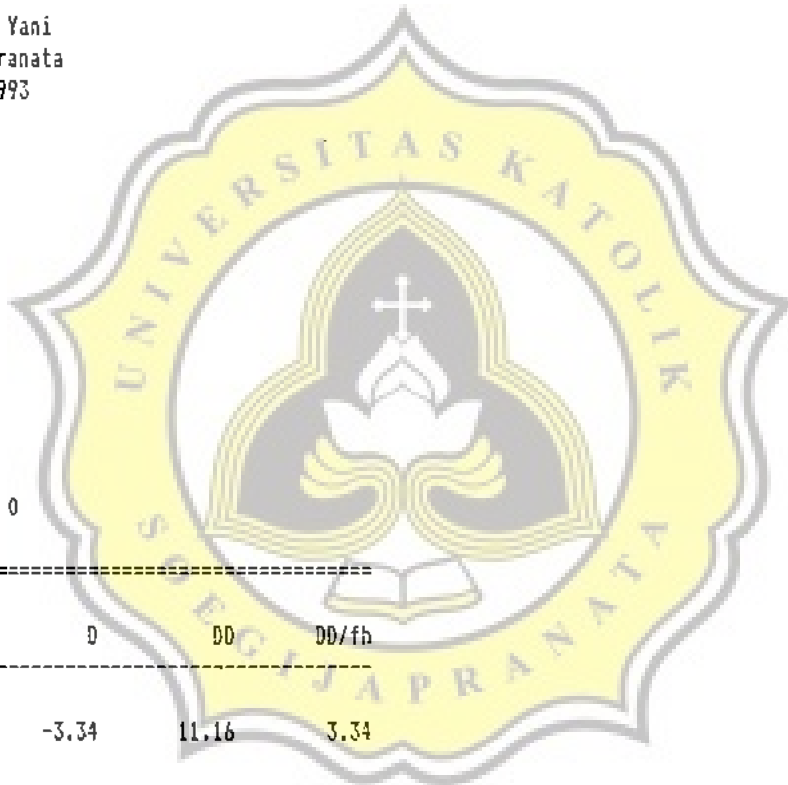 Yani
ranata
993
UNIVERSITAS KATOLIK
SOEGIJAPRANATA
0
D DD DD/fh
-3.34 11.16 3.34